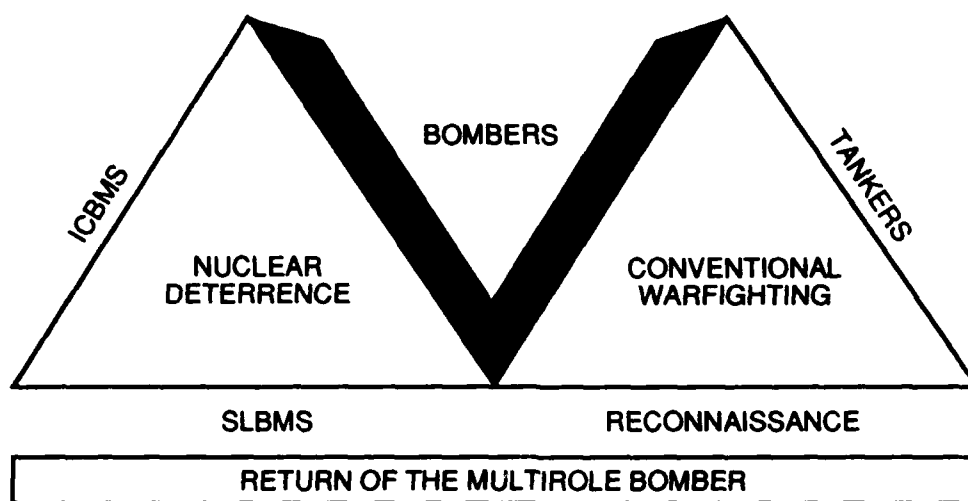 BOMBERS
ICBMS
TANKERS
NUCLEAR
DETERRENCE
CONVENTIONAL
WARFIGHTING
SLBMS
RECONNAISSANCE
RETURN OF THE MULTIROLE BOMBER